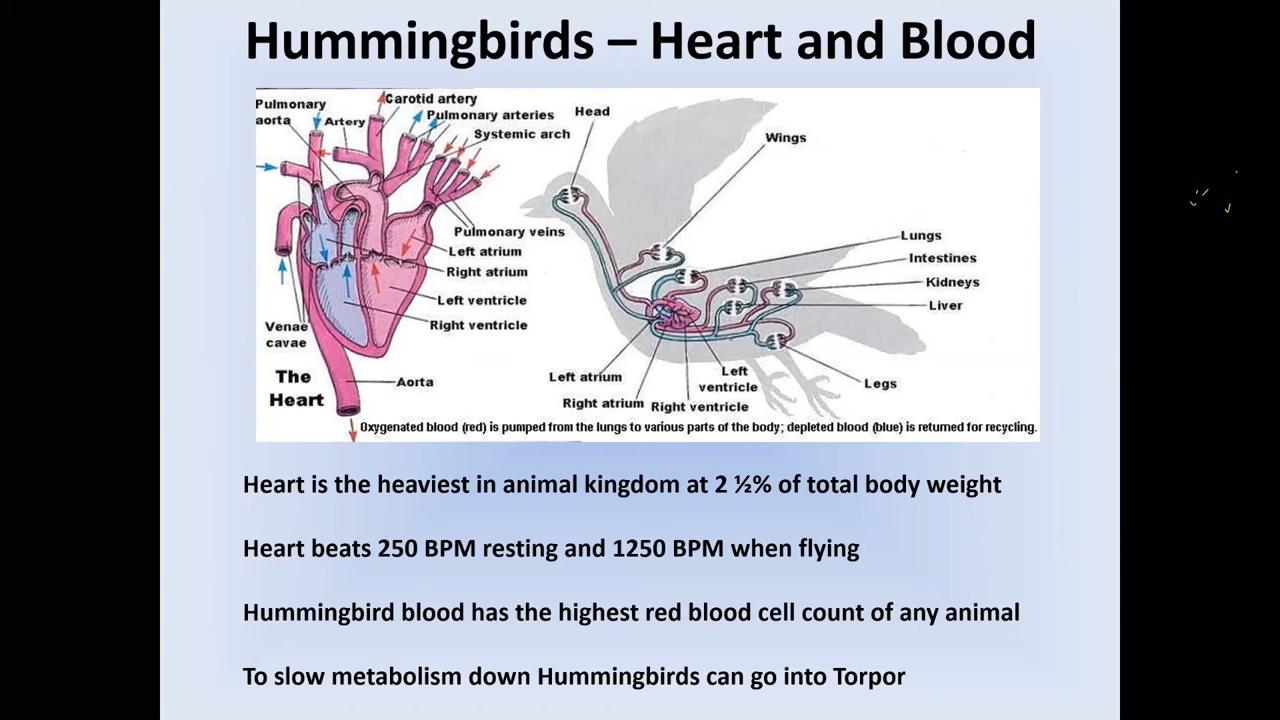 Hummingbirds – Heart and Blood
Pulmonary
aorta
Artery
Carotid artery
Pulmonary arteries
Systemic arch
Pulmonary veins
Left atrium
Right atrium
Left ventricle
Right ventricle
Venae
cavae
The
Heart
Aorta
Head
Wings
Lungs
Intestines
Kidneys
Liver
Legs
Left atrium
Right atrium
Left
ventricle
Right ventricle
Oxygenated blood (red) is pumped from the lungs to various parts of the body; depleted blood (blue) is returned for recycling.
Heart is the heaviest in animal kingdom at 2 ½% of total body weight
Heart beats 250 BPM resting and 1250 BPM when flying
Hummingbird blood has the highest red blood cell count of any animal
To slow metabolism down Hummingbirds can go into Torpor